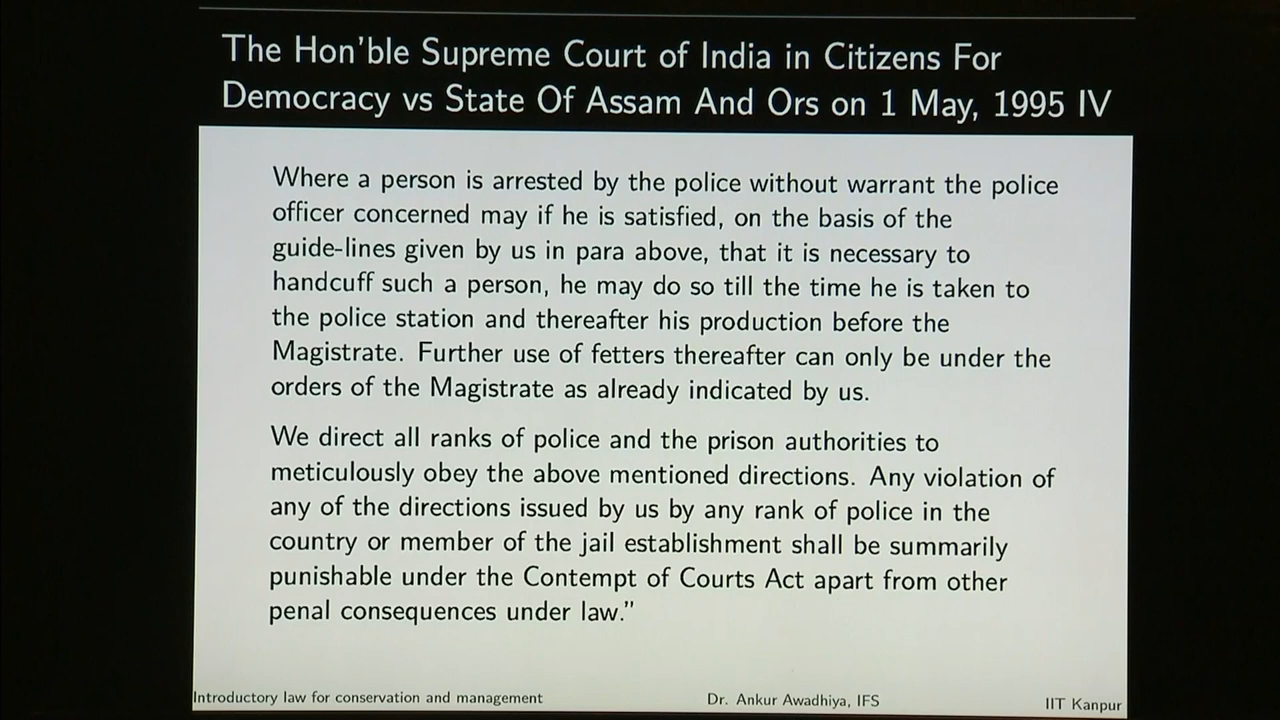 The Hon'ble Supreme Court of India in Citizens For
Democracy vs State Of Assam And Ors on 1 May, 1995 IV
Where a person is arrested by the police without warrant the police
officer concerned may if he is satisfied, on the basis of the
guide-lines given by us in para above, that it is necessary to
handcuff such a person, he may do so till the time he is taken to
the police station and thereafter his production before the
Magistrate. Further use of fetters thereafter can only be under the
orders of the Magistrate as already indicated by us.
We direct all ranks of police and the prison authorities to
meticulously obey the above mentioned directions. Any violation of
any of the directions issued by us by any rank of police in the
country or member of the jail establishment shall be summarily
punishable under the Contempt of Courts Act apart from other
penal consequences under law."
Introductory law for conservation and management Dr. Ankur Awadhiya, IFS IIT Kanpur